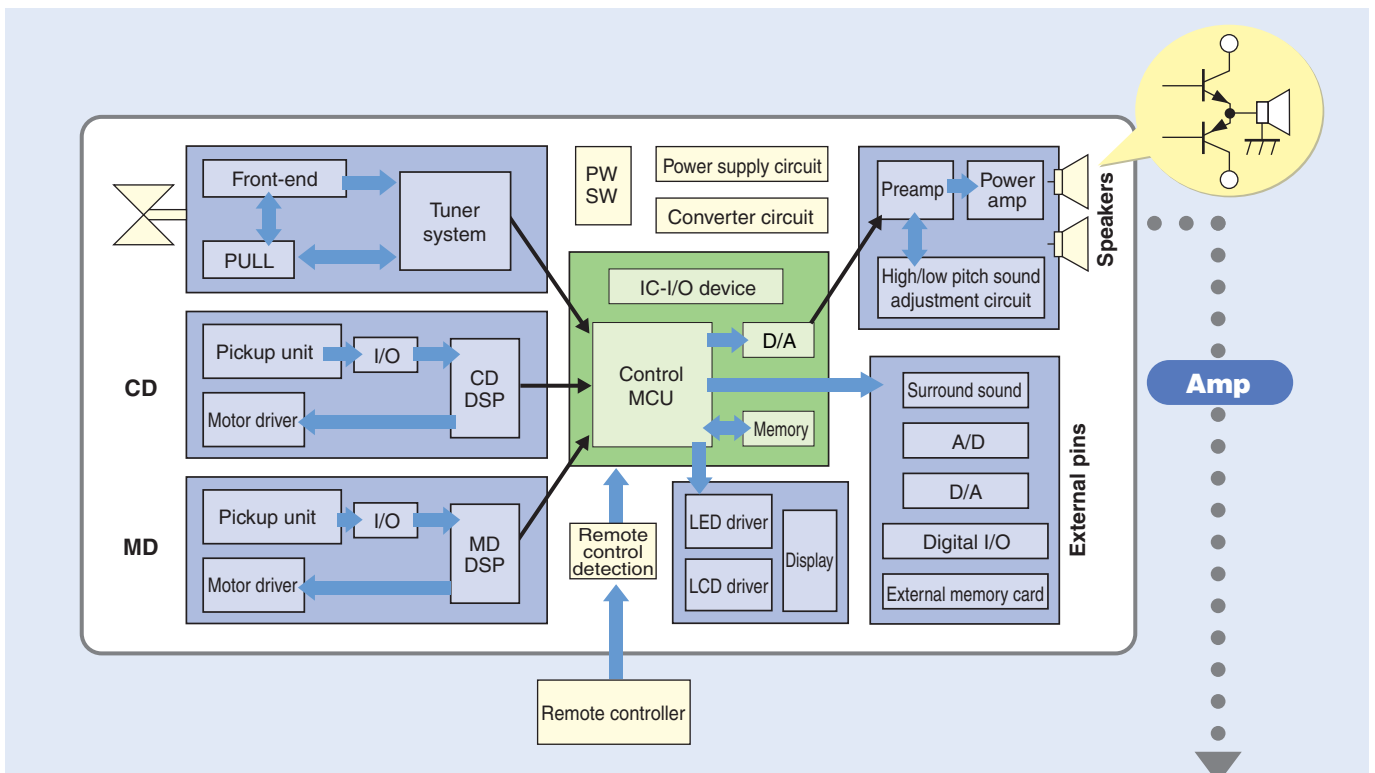 Front-end
PULL
Tuner
system
PW
SW
Power supply circuit
Converter circuit
Preamp
Power
amp
High/low pitch sound
adjustment circuit
Speakers
CD
Pickup unit
I/O
CD
DSP
Motor driver
IC-I/O device
Control
MCU
D/A
Memory
Surround sound
A/D
D/A
Digital I/O
External memory card
External pins
Amp
MD
Pickup unit
I/O
MD
DSP
Motor driver
Remote
control
detection
LED driver
LCD driver
Display
Remote controller